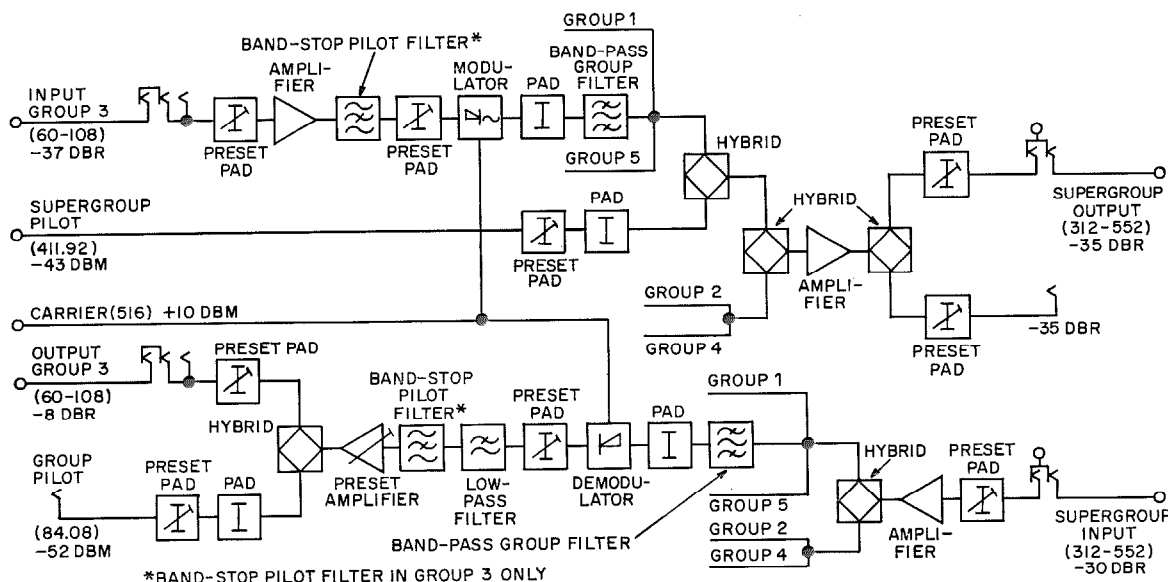 GROUP 1
BAND-STOP PILOT FILTER*
BAND-PASS
GROUP
FILTER
AMPLI-
FIER
MODU-
LATOR
PAD
INPUT
GROUP 3
(60-108)
-37 DBR
PRESET
PAD
PRESET
PAD
GROUP 5
HYBRID
PRESET
PAD
SUPERGROUP
OUTPUT
(312-552)
-35 DBR
SUPERGROUP
PILOT
(411.92)
-43 DBM
PAD
PRESET
PAD
HYBRID
AMPLI-
FIER
GROUP 2
GROUP 4
-35 DBR
PRESET
PAD
CARRIER(516) +10 DBM
OUTPUT
GROUP 3
(60-108)
-8 DBR
PRESET PAD
HYBRID
BAND-STOP
PILOT
FILTER*
PRESET
PAD
PAD
GROUP 1
GROUP
PILOT
(84.08)
-52 DBM
PRESET
PAD
PAD
PRESET
AMPLIFIER
LOW-
PASS
FILTER
DEMODU-
LATOR
GROUP 5
GROUP 2
GROUP 4
BAND-PASS GROUP FILTER
HYBRID
AMPLI-
FIER
PRESET
PAD
SUPERGROUP
INPUT
(312-552)
-30 DBR
*BAND-STOP PILOT FILTER IN GROUP 3 ONLY